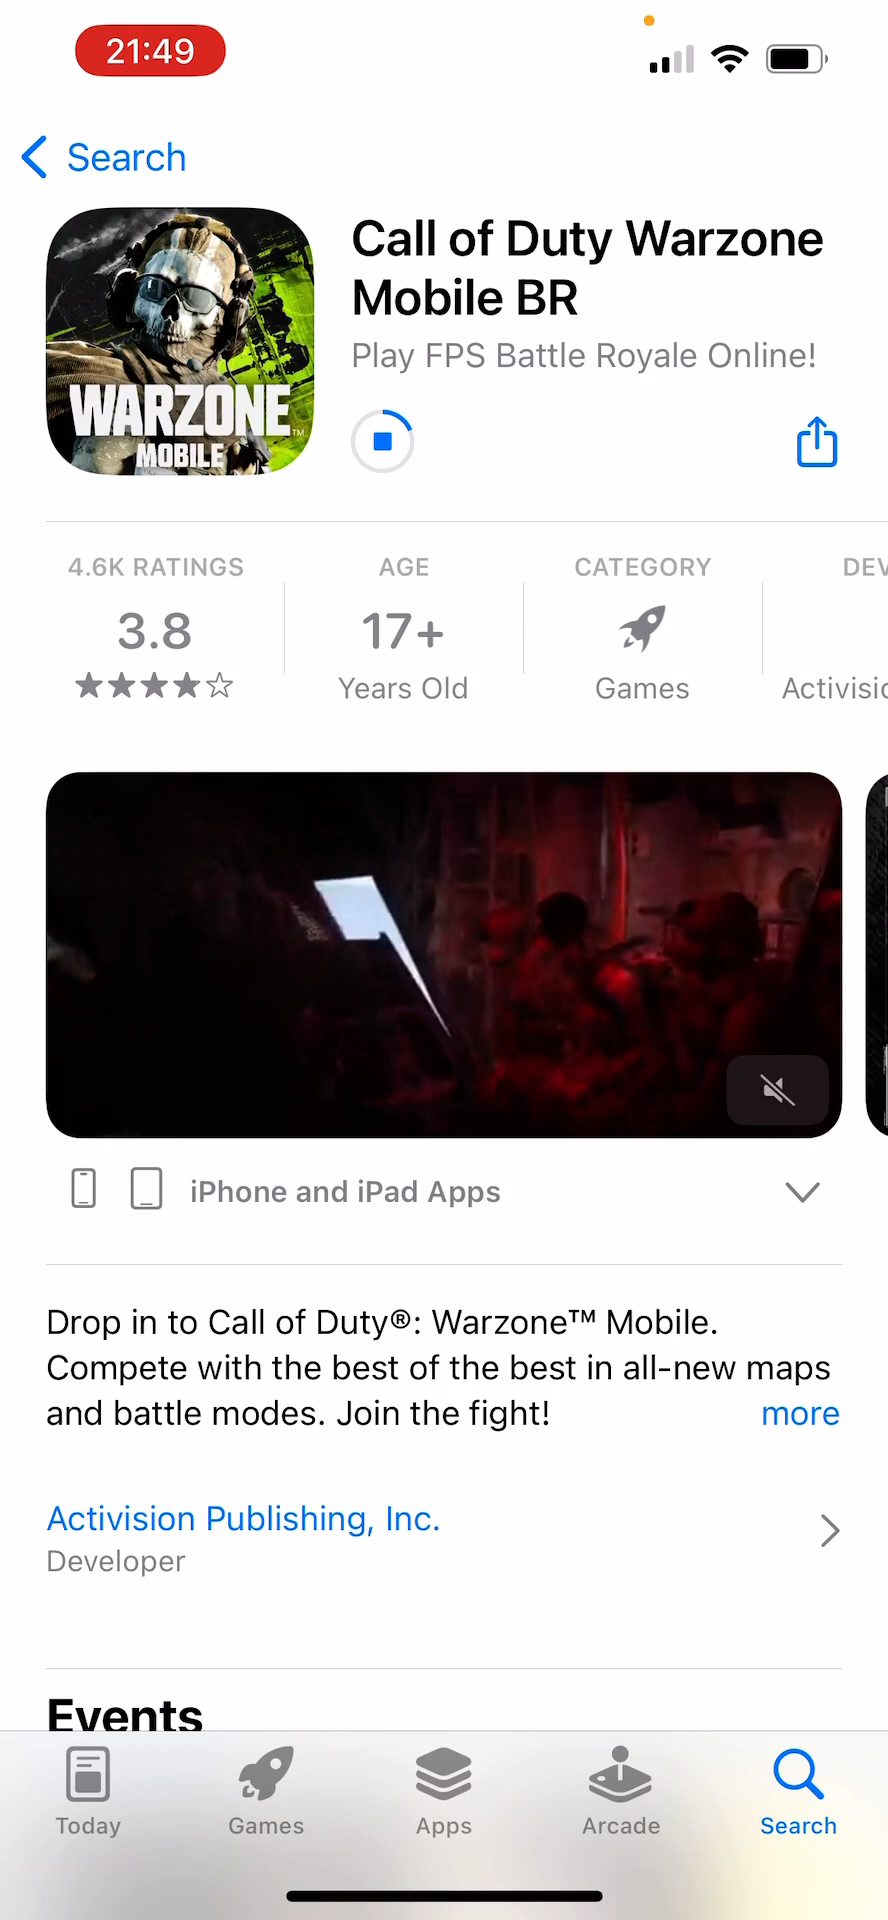 21:49
Search
Call of Duty Warzone
Mobile BR
Play FPS Battle Royale Online!
WARZONE™
MOBILE
4.6K RATINGS
3.8
AGE
17+
Years Old
CATEGORY
Games
DEV
Activisio
iPhone and iPad Apps
Drop in to Call of Duty®: Warzone™ Mobile.
Compete with the best of the best in all-new maps
and battle modes. Join the fight!
more
Activision Publishing, Inc.
Developer
Events
Today
Games
Apps
Arcade
Search